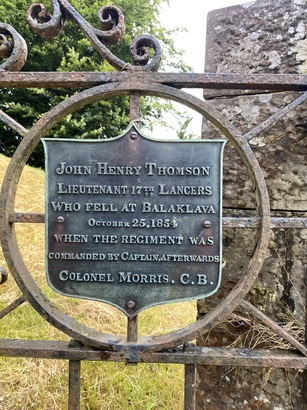 JOHN HENRY THOMSON
LIEUTENANT 17TH LANCERS
WHO FELL AT BALAKLAVA
OCTOBER 25, 1854
WHEN THE REGIMENT WAS
COMMANDED BY CAPTAIN, AFTERWARDS
COLONEL MORRIS. C.B.